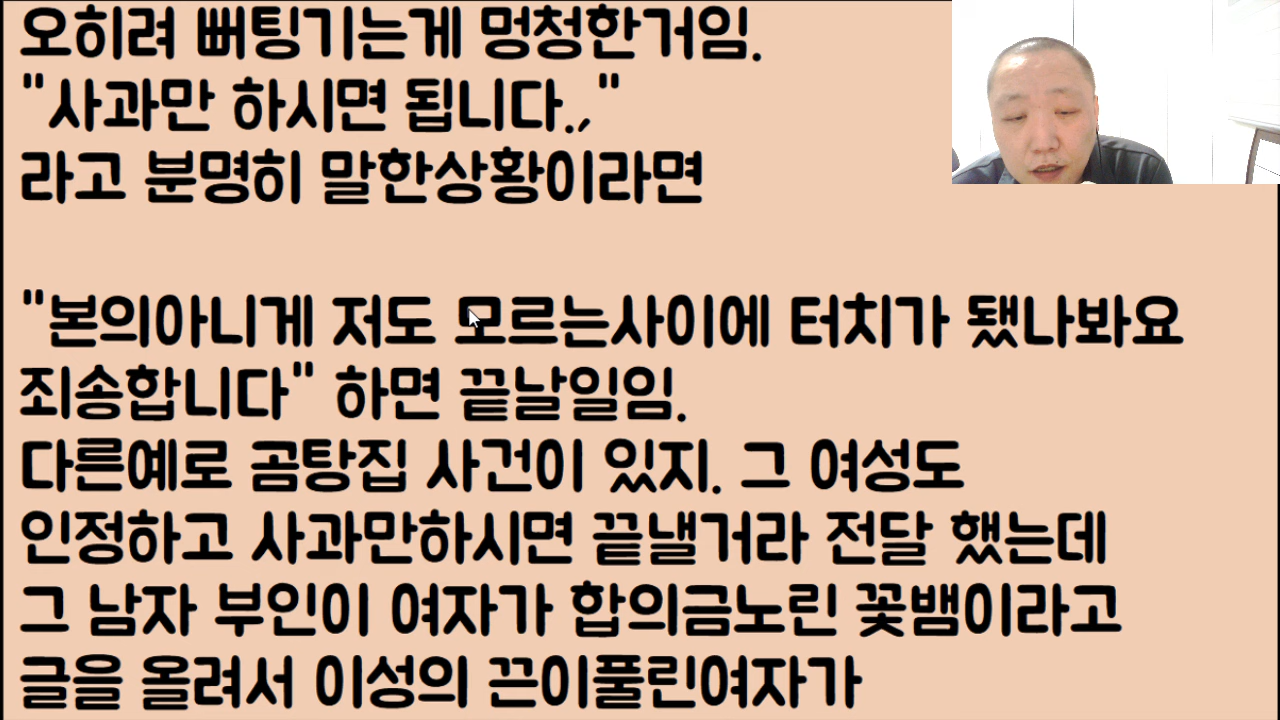 오히려 뻐팅기는게 멍청한거임.
"사과만 하시면 됩니다.,"
라고 분명히 말한상황이라면
"본의아니게 저도 모르는사이에 터치가 됐나봐요
죄송합니다" 하면 끝날일임.
다른예로 곰탕집 사건이 있지. 그 여성도
인정하고 사과만하시면 끝낼거라 전달 했는데
그 남자 부인이 여자가 합의금노린 꽃뱀이라고
글을 올려서 이성의 끈이풀린여자가